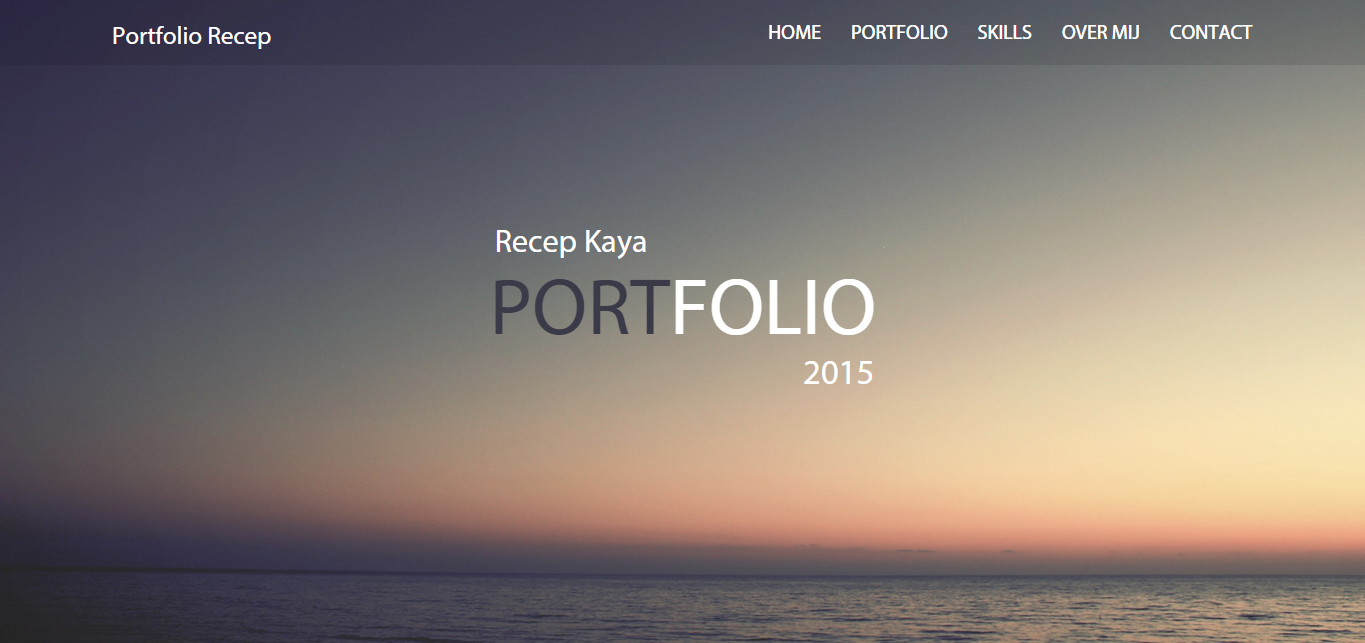 Portfolio Recep
HOME PORTFOLIO SKILLS OVER MIJ CONTACT
Recep Kaya
PORTFOLIO
2015